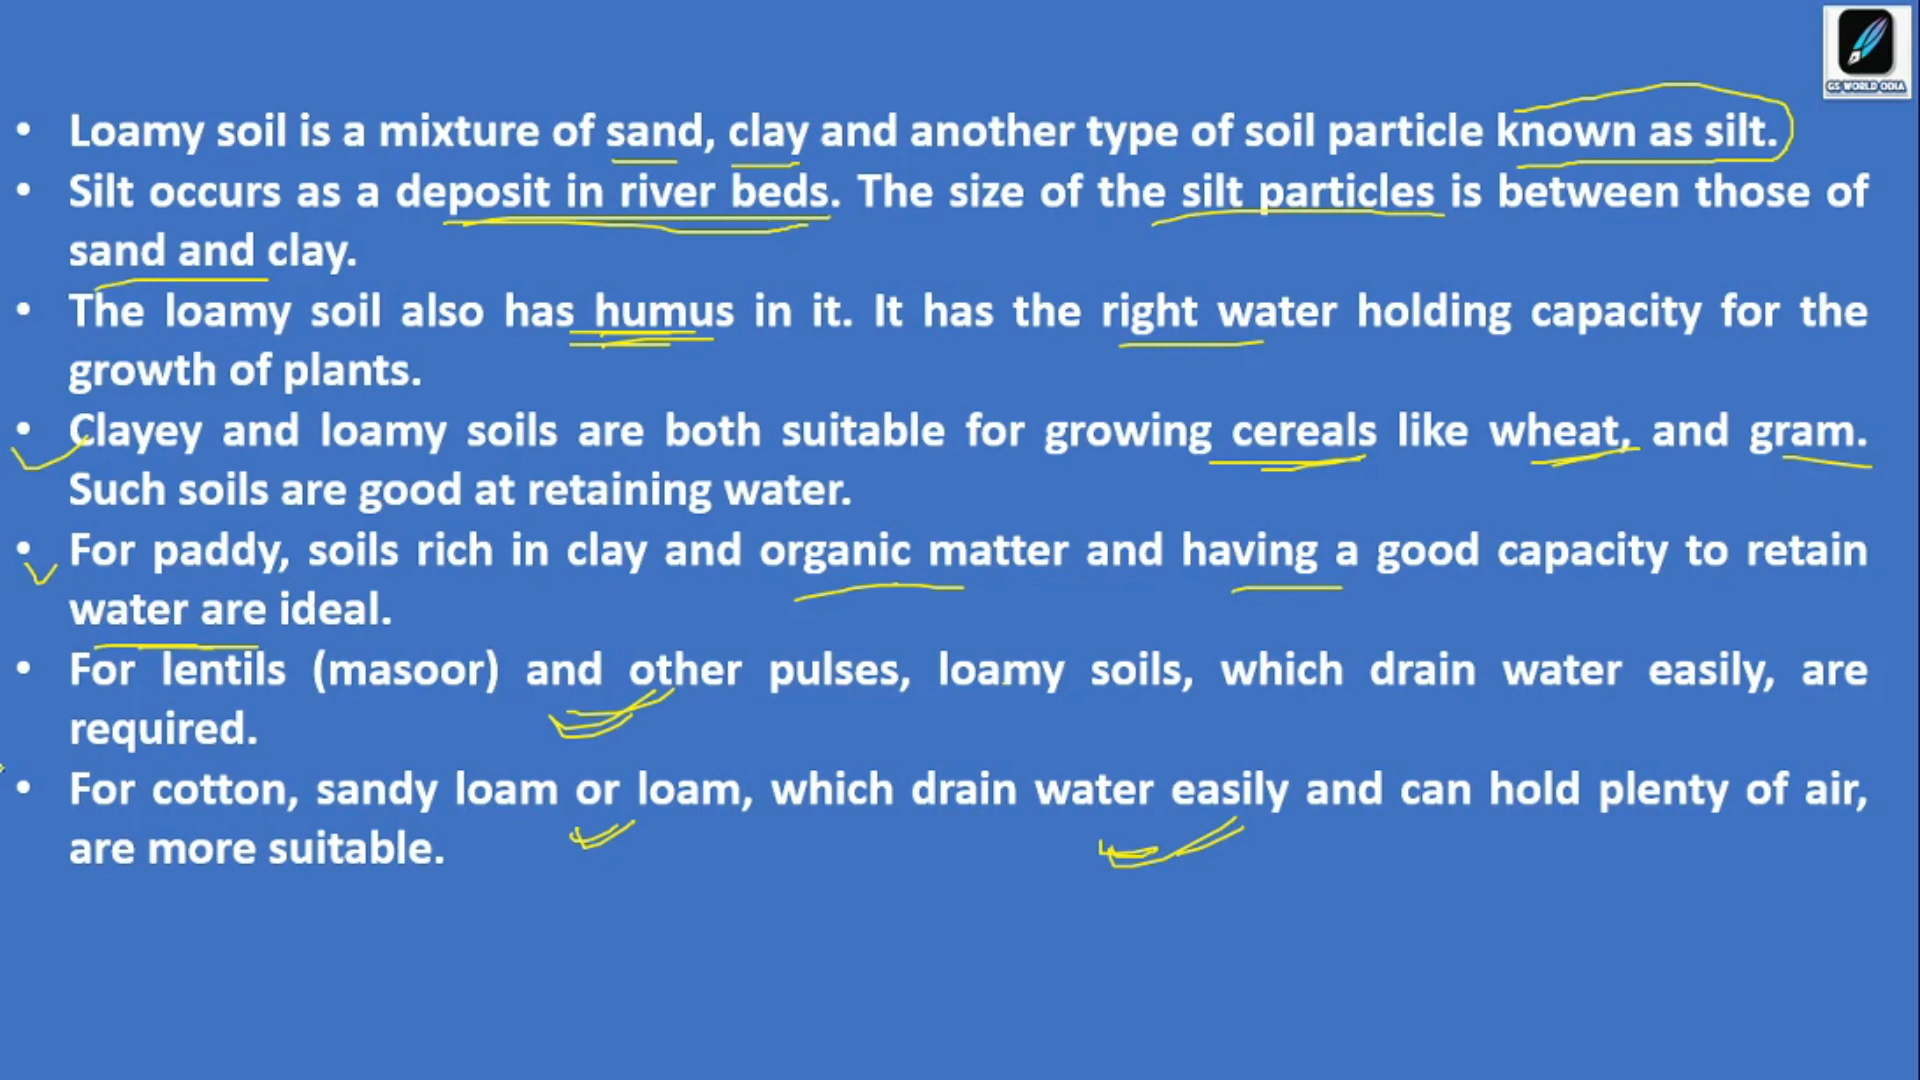 GS WORLD ODIA
• Loamy soil is a mixture of sand, clay and another type of soil particle known as silt.
• Silt occurs as a deposit in river beds. The size of the silt particles is between those of
sand and clay.
• The loamy soil also has humus in it. It has the right water holding capacity for the
growth of plants.
• Clayey and loamy soils are both suitable for growing cereals like wheat, and gram.
Such soils are good at retaining water.
• For paddy, soils rich in clay and organic matter and having a good capacity to retain
water are ideal.
• For lentils (masoor) and other pulses, loamy soils, which drain water easily, are
required.
• For cotton, sandy loam or loam, which drain water easily and can hold plenty of air,
are more suitable.